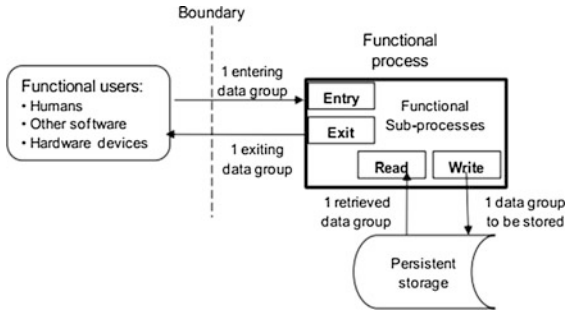 Boundary
Functional
process
Functional users:
• Humans
• Other software
• Hardware devices
1 entering
data group
1 exiting
data group
Entry
Exit
Functional
Sub-processes
Read
Write
1 retrieved
data group
1 data group
to be stored
Persistent
storage